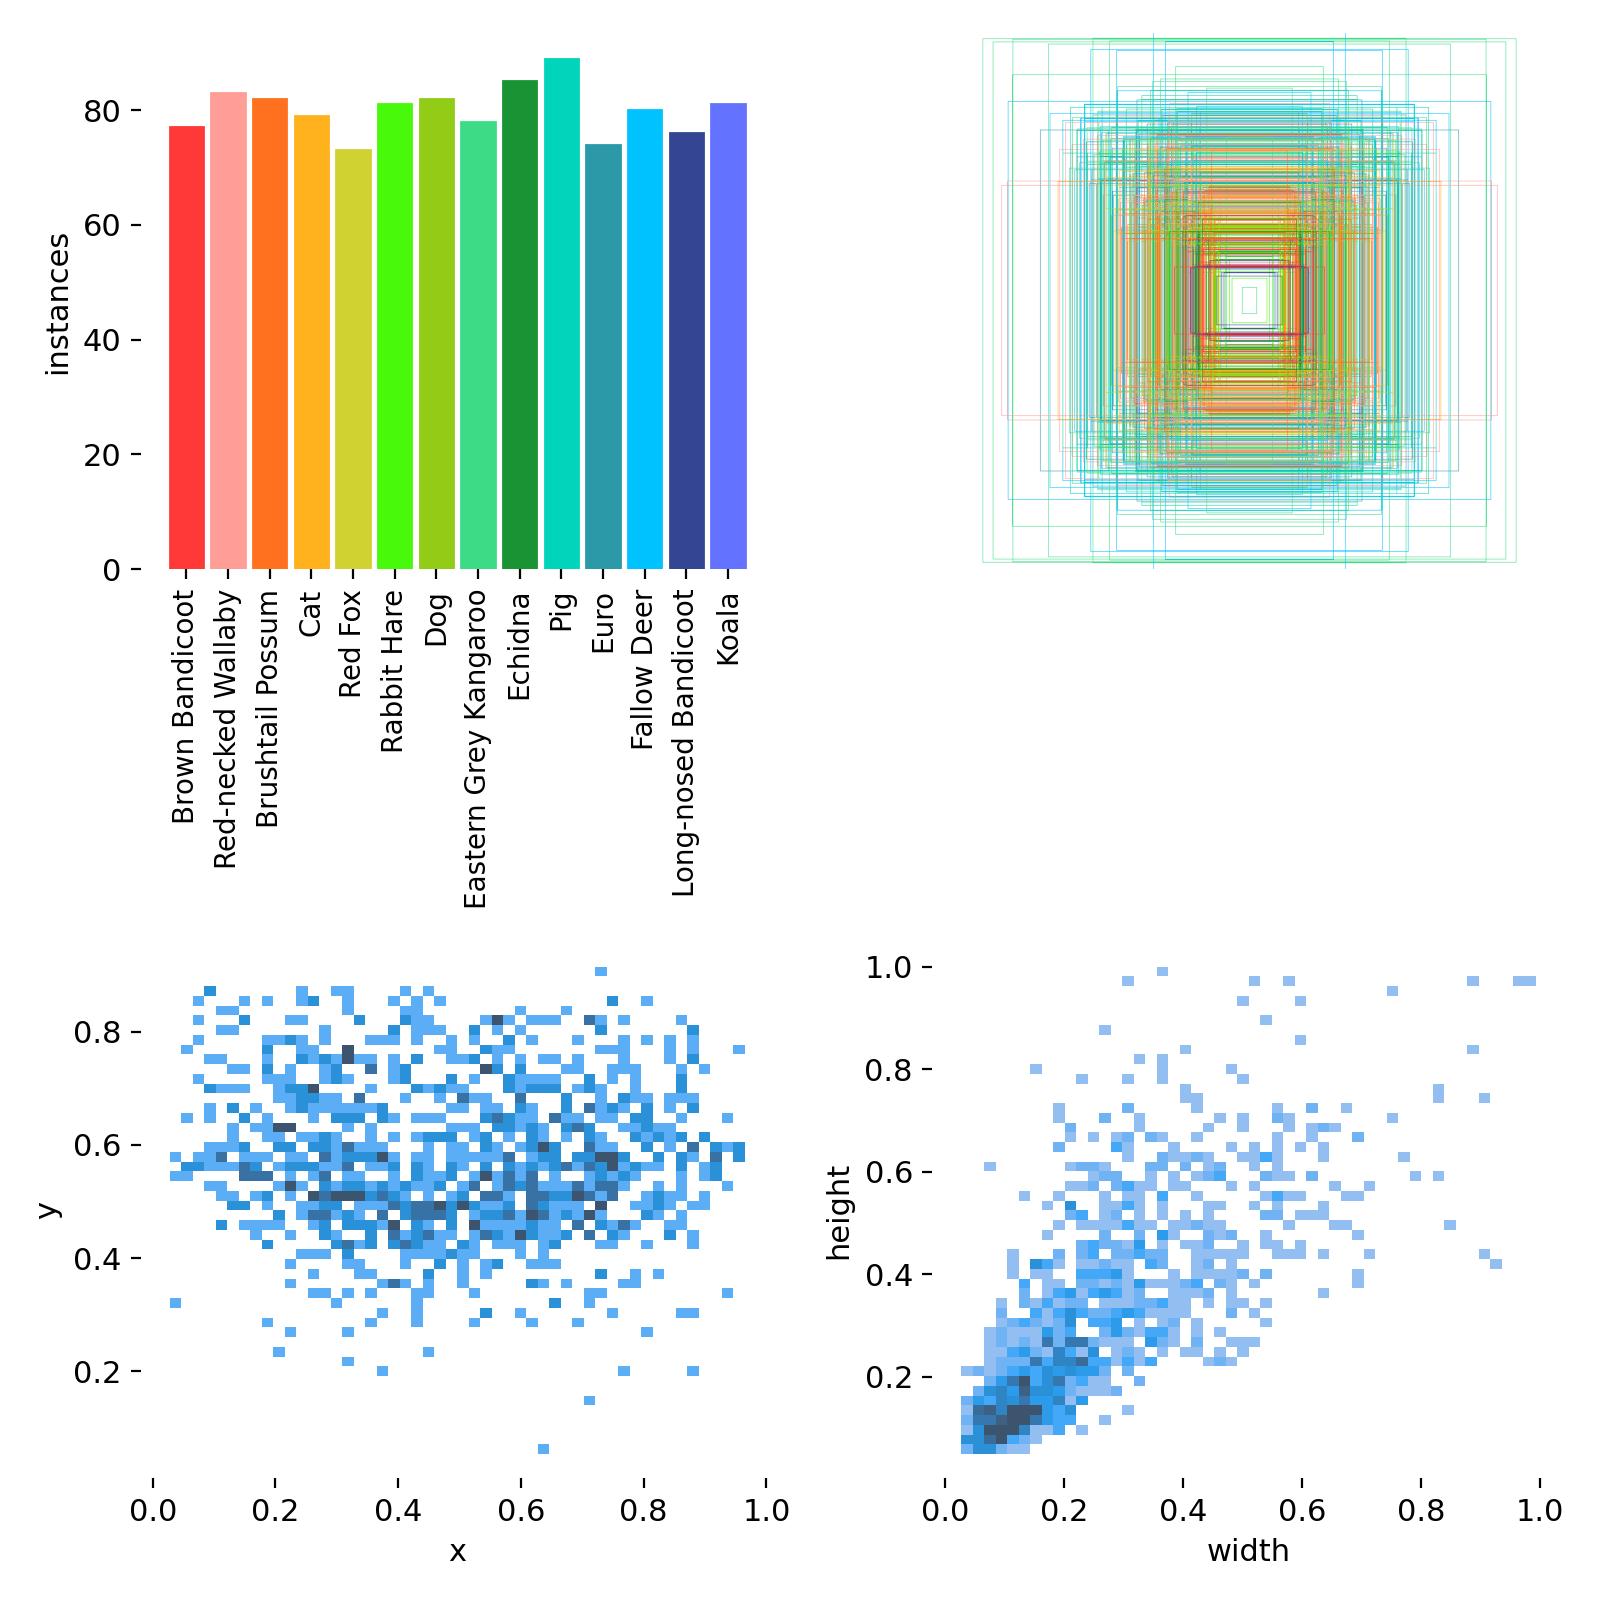 instances
80
60
40
20
0
Brown Bandicoot
Red-necked Wallaby
Brushtail Possum
Cat
Red Fox
Rabbit Hare
Dog
Eastern Grey Kangaroo
Echidna
Pig
Euro
Fallow Deer
Long-nosed Bandicoot
Koala
y
0.8
0.6
0.4
0.2
0.0 0.2 0.4 0.6 0.8 1.0
x
height
1.0
0.8
0.6
0.4
0.2
0.0 0.2 0.4 0.6 0.8 1.0
width